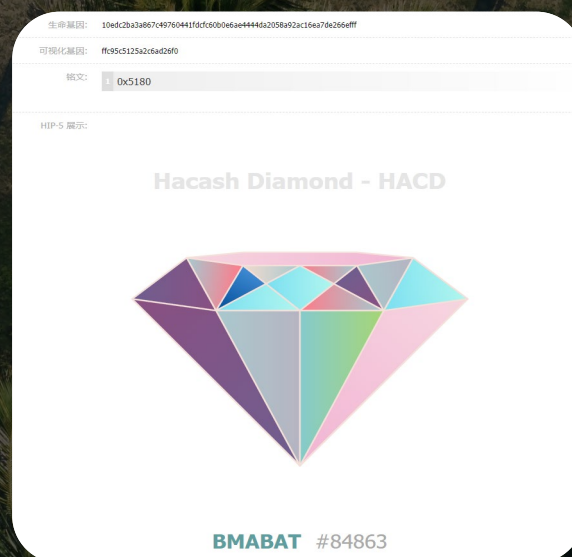 生命基因: 10edc2ba3a867c49760441fdcfc60b0e6ae4444da2058a92ac16ea7de266efff
可视化基因: ffc95c5125a2c6ad26f0
铭文: 1 0x5180
HIP-5 展示:
Hacash Diamond - HACD
BMABAT #84863